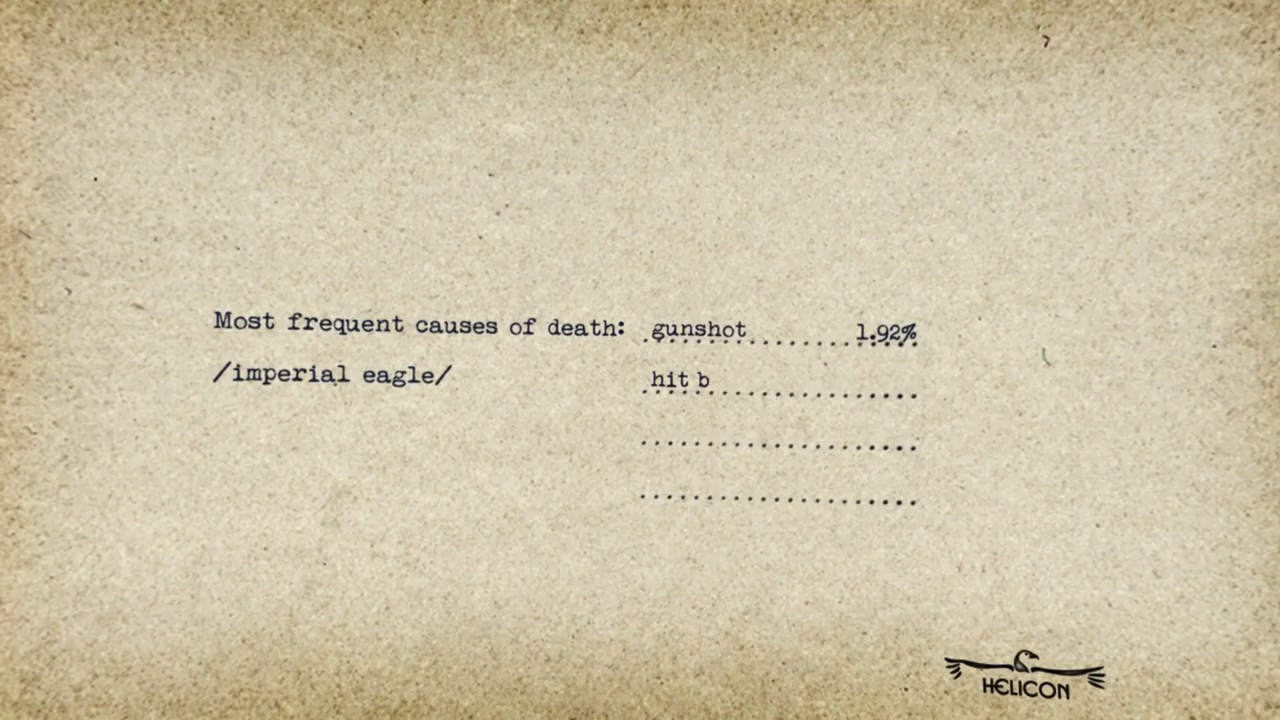 Most frequent causes of death: gunshot 1.92%
/imperial eagle/ hit b
HELICON